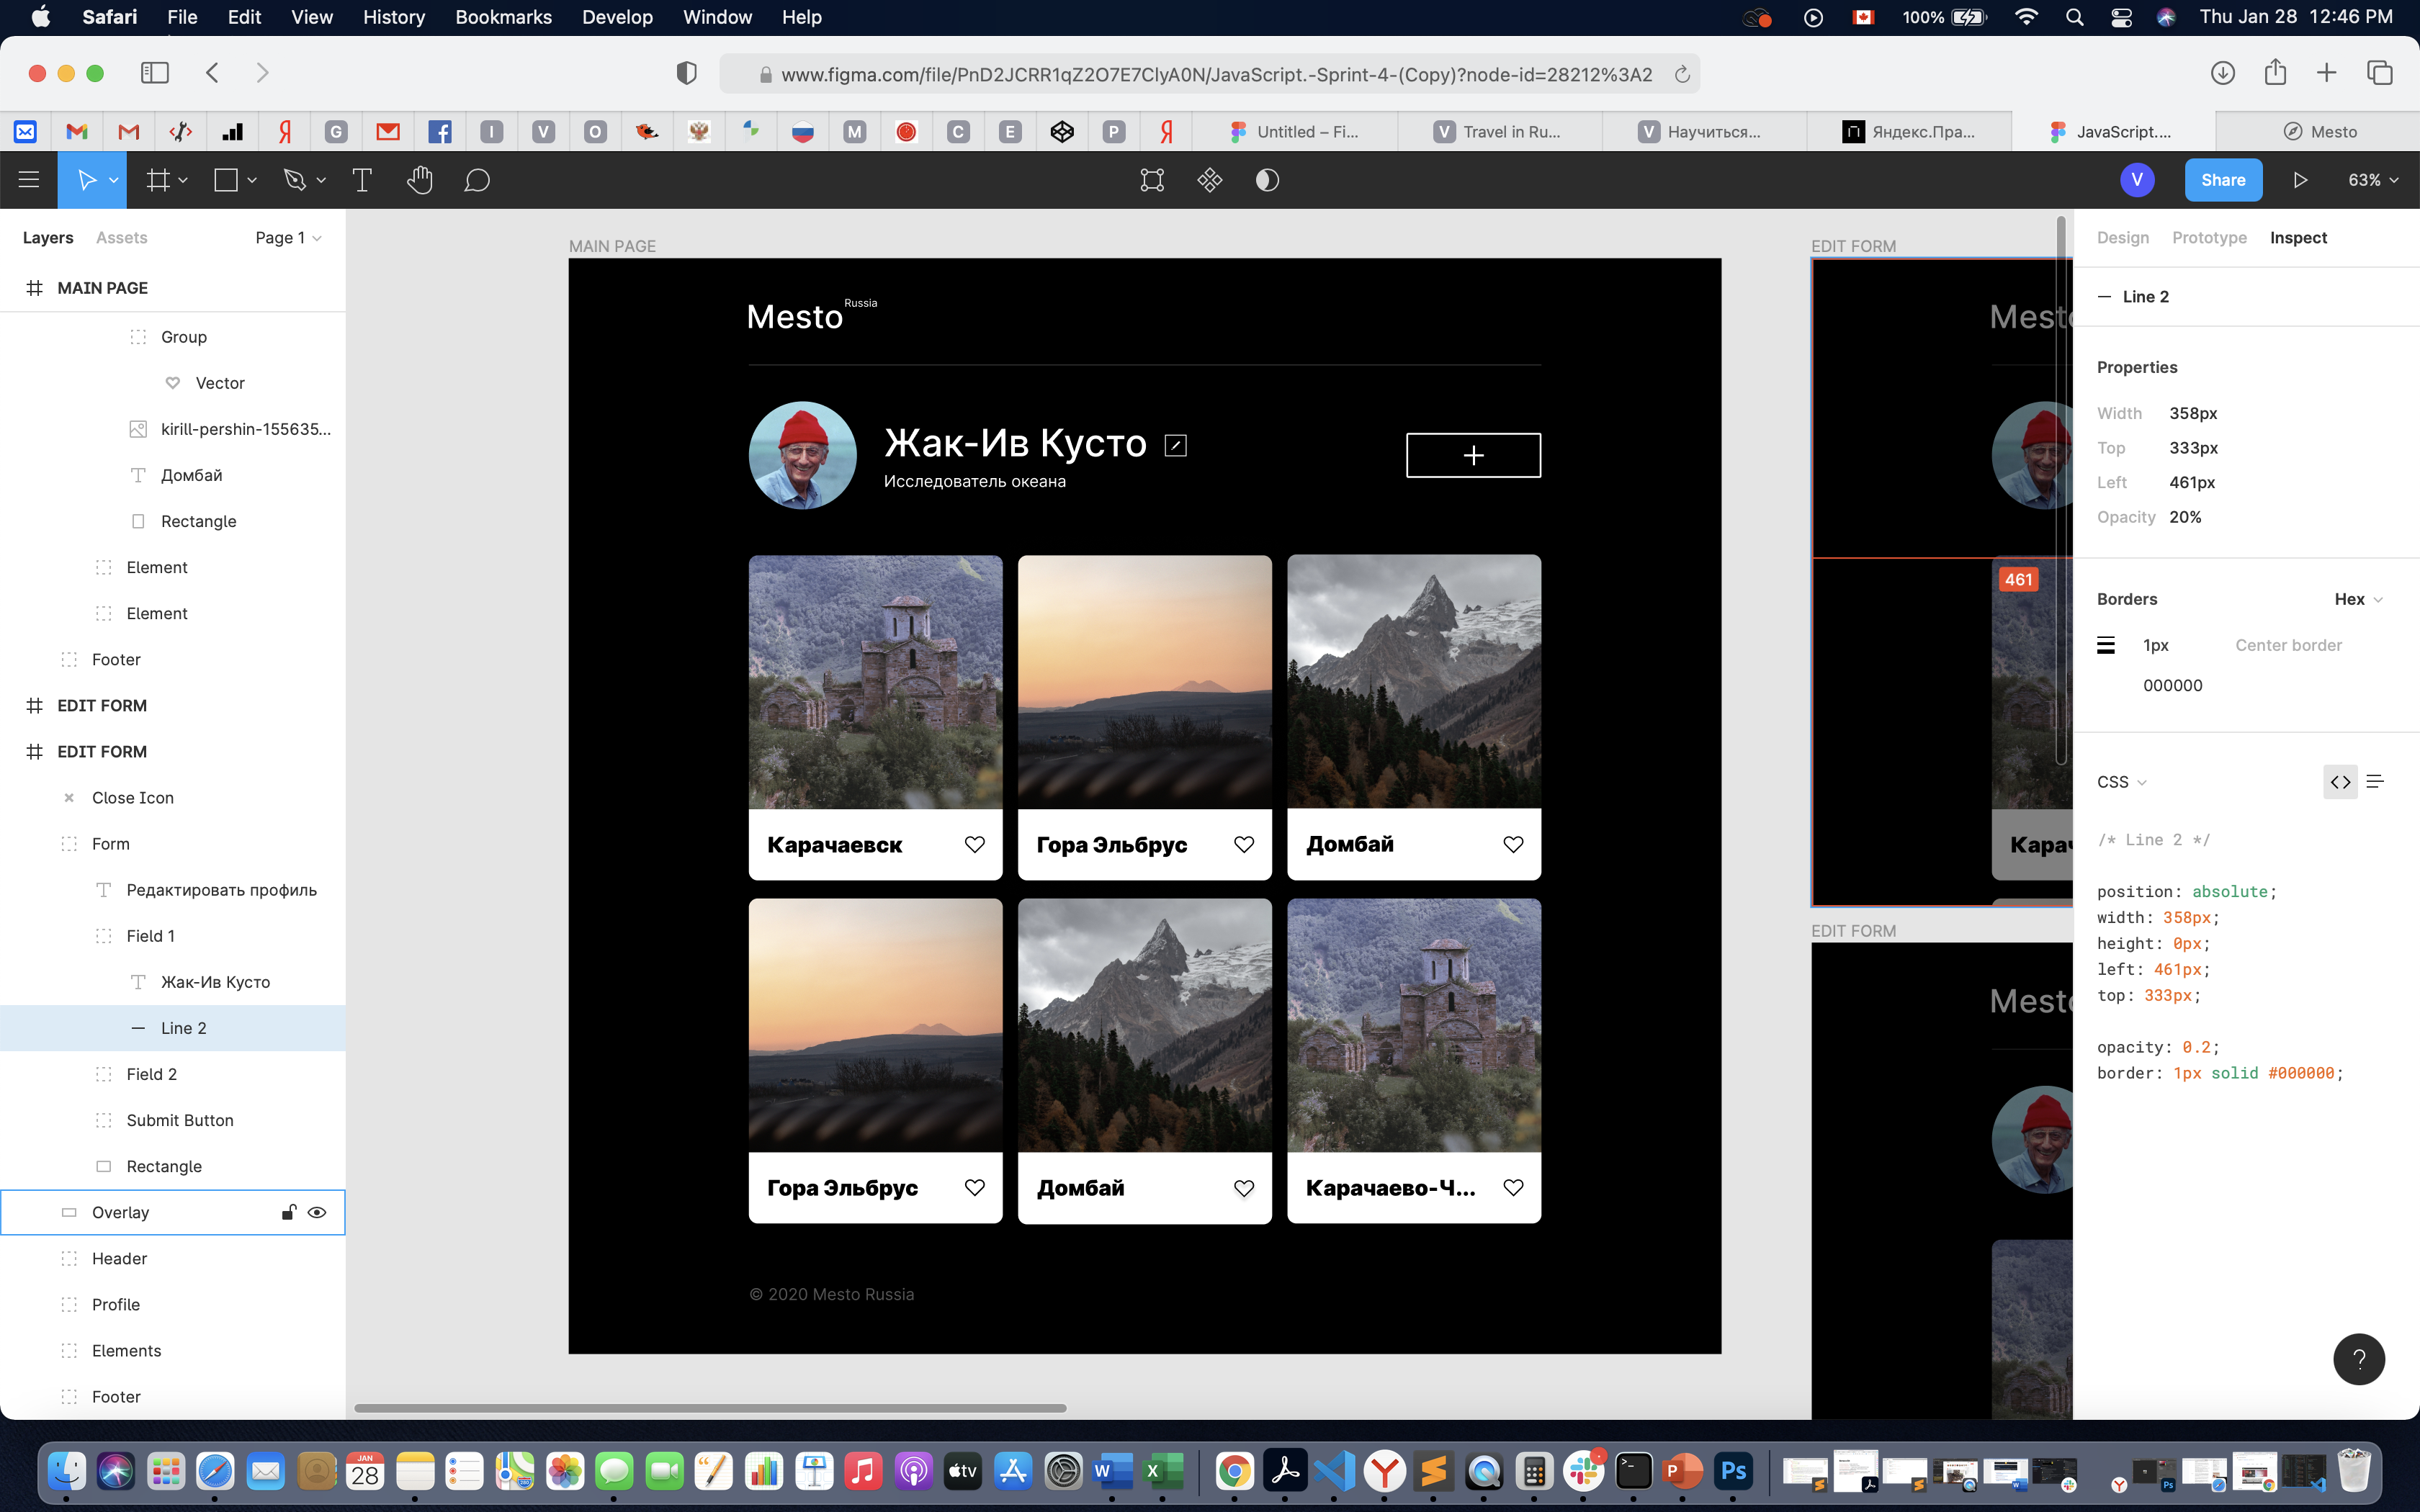 Safari File Edit View History Bookmarks Develop Window Help
100% Thu Jan 28 12:46 PM
www.figma.com/file/PnD2JCRR1qZ2O7E7ClyA0N/JavaScript.-Sprint-4-(Copy)?node-id=28212%3A2
Я G I V O M C E P Я Untitled – Fi... V Travel in Ru... V Научиться... Яндекс.Пра... JavaScript.... Mesto
V Share 63%
Layers Assets Page 1
MAIN PAGE
Group
Vector
kirill-pershin-155635...
Домбай
Rectangle
Element
Element
Footer
EDIT FORM
EDIT FORM
Close Icon
Form
Редактировать профиль
Field 1
Жак-Ив Кусто
Line 2
Field 2
Submit Button
Rectangle
Overlay
Header
Profile
Elements
Footer
MAIN PAGE
Mesto Russia
Жак-Ив Кусто
Исследователь океана
Карачаевск
Гора Эльбрус
Домбай
Гора Эльбрус
Домбай
Карачаево-Ч...
© 2020 Mesto Russia
EDIT FORM
Mesto
461
Карач
EDIT FORM
Mesto
Design Prototype Inspect
Line 2
Properties
Width 358px
Top 333px
Left 461px
Opacity 20%
Borders Hex
1px Center border
000000
CSS
/* Line 2 */
position: absolute;
width: 358px;
height: 0px;
left: 461px;
top: 333px;
opacity: 0.2;
border: 1px solid #000000;
?
JAN
28
tv
W
X
P
Ps